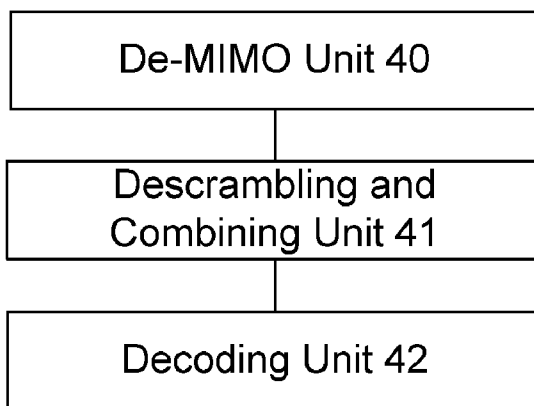 De-MIMO Unit 40
Descrambling and
Combining Unit 41
Decoding Unit 42